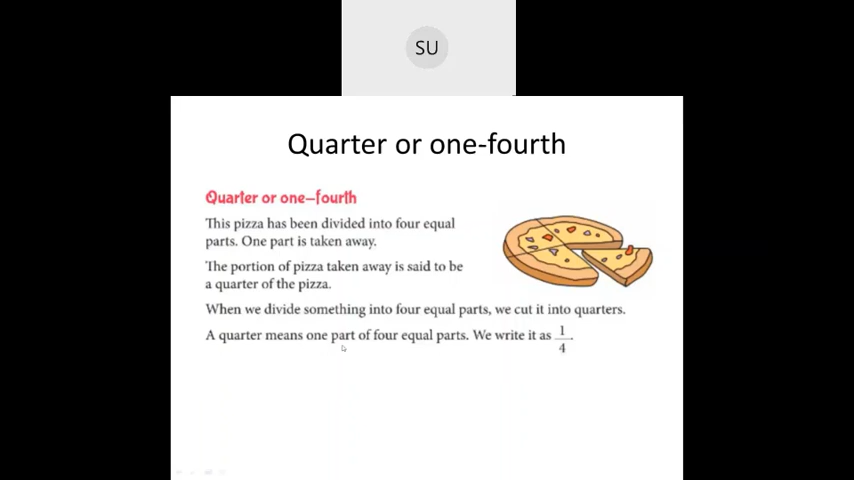 SU
Quarter or one-fourth
Quarter or one–fourth
This pizza has been divided into four equal
parts. One part is taken away.
The portion of pizza taken away is said to be
a quarter of the pizza.
When we divide something into four equal parts, we cut it into quarters.
A quarter means one part of four equal parts. We write it as 1/4.